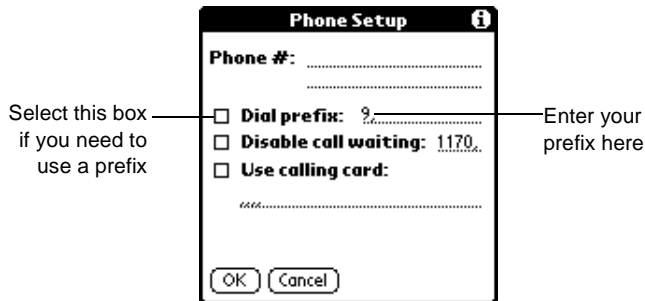 Phone Setup i
Phone #:
Select this box
if you need to
use a prefix
Dial prefix: 9,
Enter your
prefix here
Disable call waiting: 1170,
Use calling card:
,,,,
OK Cancel